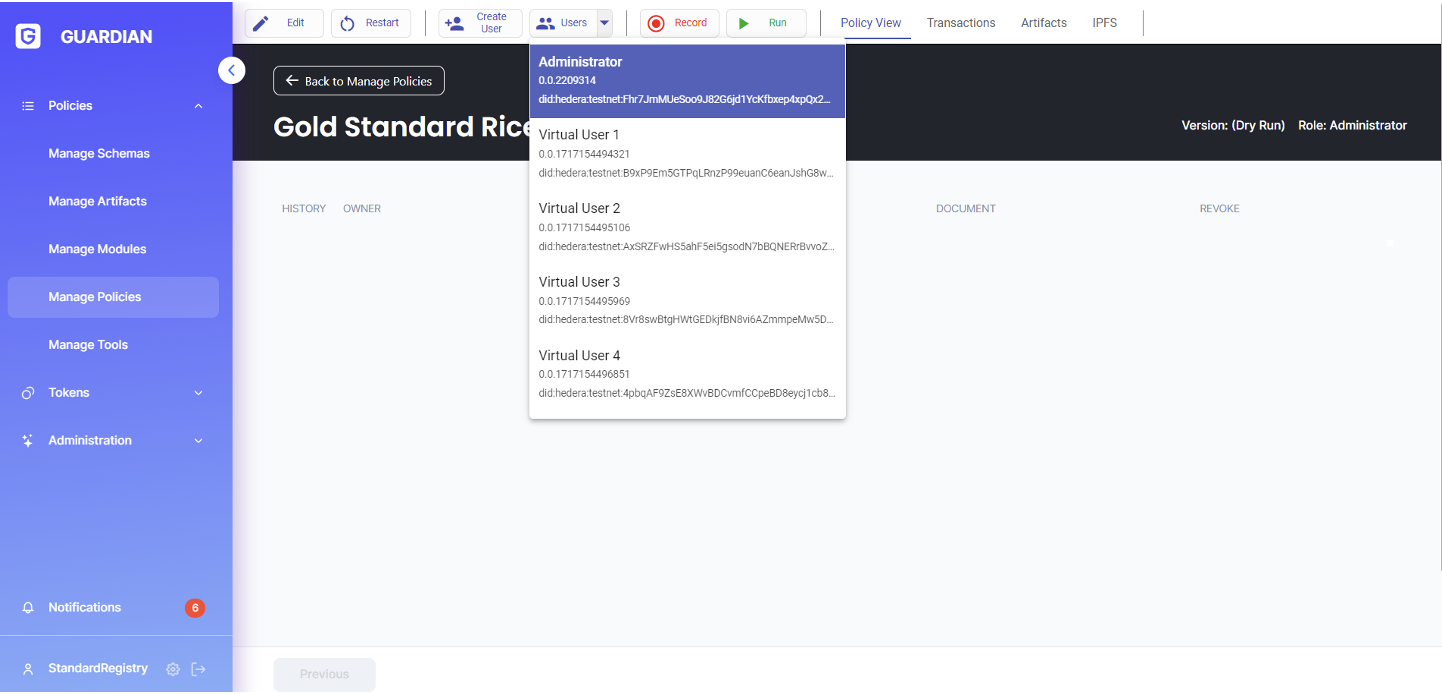 GUARDIAN
Policies
Manage Schemas
Manage Artifacts
Manage Modules
Manage Policies
Manage Tools
Tokens
Administration
Notifications
6
StandardRegistry
Edit
Restart
Create
User
Users
Record
Run
Policy View
Transactions
Artifacts
IPFS
Back to Manage Policies
Gold Standard Rice
Version: (Dry Run)
Role: Administrator
Administrator
0.0.2209314
did:hedera:testnet:Fhr7JmMUeSoo9J82G6jd1YcKfbxep4xpQx2...
Virtual User 1
0.0.1717154494321
did:hedera:testnet:B9xP9Em5GTPqLRnzP99euanC6eanJshG8w...
Virtual User 2
0.0.1717154495106
did:hedera:testnet:AxSRZFwHS5ahF5ei5gsodN7bBQNERrBvvoZ...
Virtual User 3
0.0.1717154495969
did:hedera:testnet:8Vr8swBtgHWtGEDkjfBN8vi6AZmmpeMw5D...
Virtual User 4
0.0.1717154496851
did:hedera:testnet:4pbqAF9ZsE8XWvBDCvmfCCpeBD8eycj1cb8...
HISTORY
OWNER
DOCUMENT
REVOKE
Previous